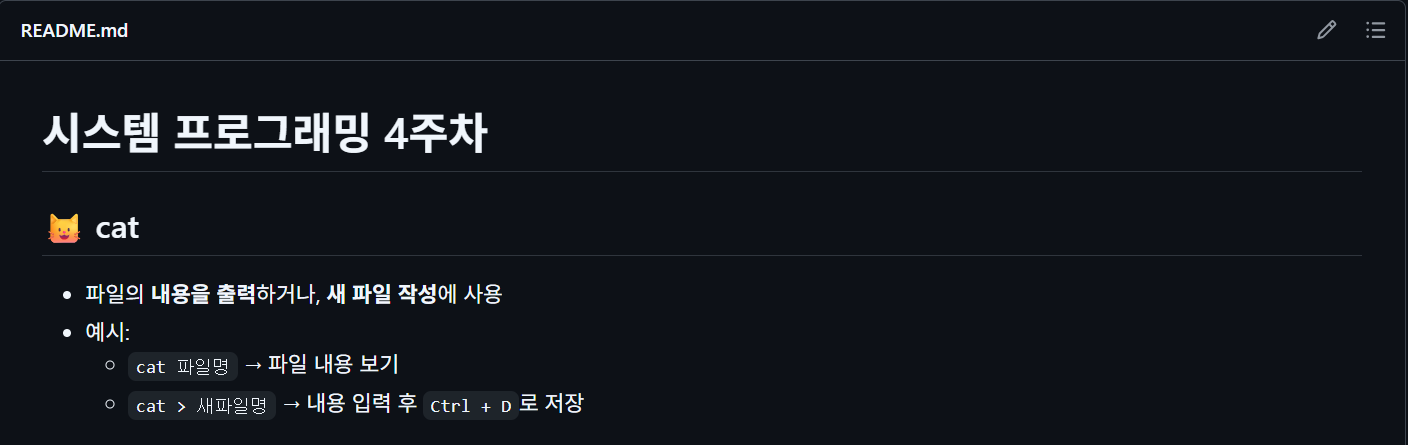 README.md
시스템 프로그래밍 4주차
😺 cat
파일의 내용을 출력하거나, 새 파일 작성에 사용
예시:
cat 파일명 → 파일 내용 보기
cat > 새파일명 → 내용 입력 후 Ctrl + D로 저장